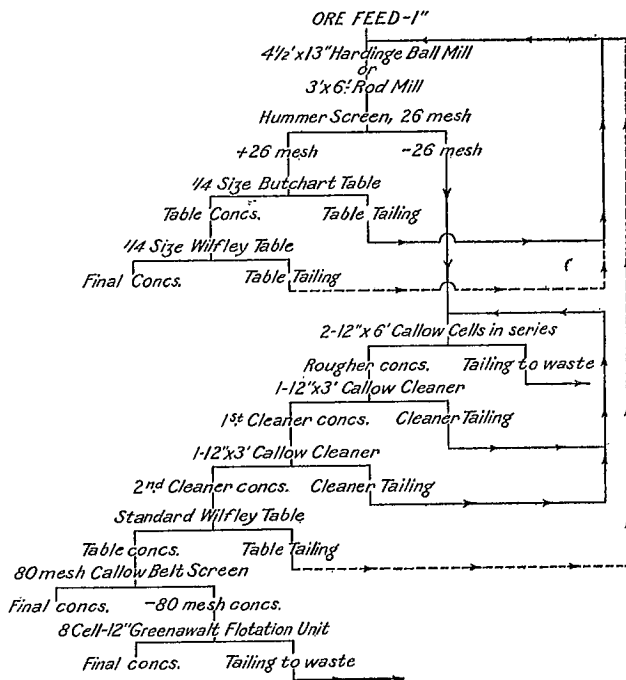 ORE FEED-1"
4½'x13" Hardinge Ball Mill
or
3'x6' Rod Mill
Hummer Screen, 26 mesh
+26 mesh -26 mesh
1/4 Size Butchart Table
Table Concs. Table Tailing
1/4 Size Wilfley Table
Final Concs. Table Tailing
2-12"x6' Callow Cells in series
Rougher concs. Tailing to waste
1-12"x3' Callow Cleaner
1st Cleaner concs. Cleaner Tailing
1-12"x3' Callow Cleaner
2nd Cleaner concs. Cleaner Tailing
Standard Wilfley Table
Table concs. Table Tailing
80 mesh Callow Belt Screen
Final concs. -80 mesh concs.
8 Cell-12" Greenawalt Flotation Unit
Final concs. Tailing to waste